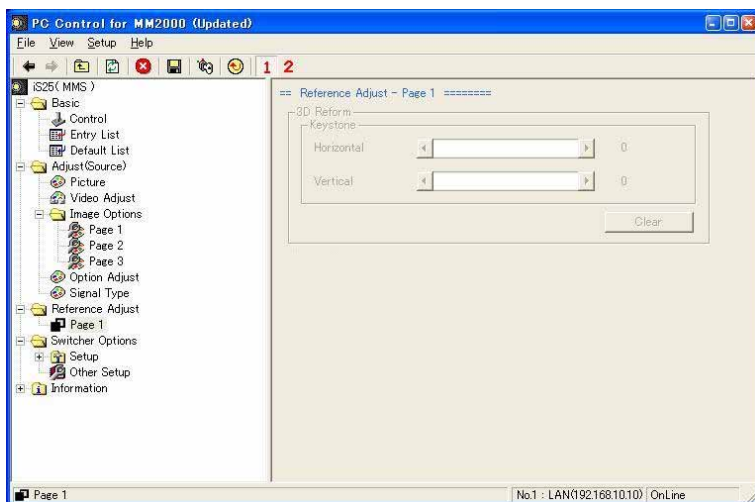 PC Control for MM2000 (Updated)
File View Setup Help
1 2
iS25( MMS )
Basic
Control
Entry List
Default List
Adjust(Source)
Picture
Video Adjust
Image Options
Page 1
Page 2
Page 3
Option Adjust
Signal Type
Reference Adjust
Page 1
Switcher Options
Setup
Other Setup
Information
== Reference Adjust - Page 1 ========
3D Reform
Keystone
Horizontal 0
Vertical 0
Clear
Page 1
No.1 : LAN(192.168.10.10) OnLine